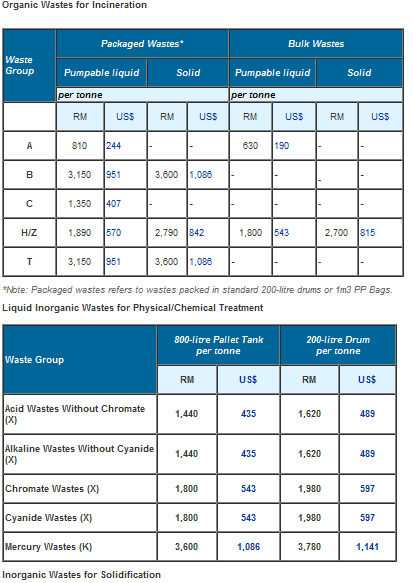 Organic Wastes for Incineration
Waste Group Packaged Wastes* Bulk Wastes
Pumpable liquid Solid Pumpable liquid Solid
per tonne per tonne
RM US$ RM US$ RM US$ RM US$
A 810 244 - - 630 190 - -
B 3,150 951 3,600 1,086 - - - -
C 1,350 407 - - - - - -
H/Z 1,890 570 2,790 842 1,800 543 2,700 815
T 3,150 951 3,600 1,086 - - - -
*Note: Packaged wastes refers to wastes packed in standard 200-litre drums or 1m3 PP Bags.
Liquid Inorganic Wastes for Physical/Chemical Treatment
Waste Group 800-litre Pallet Tank per tonne 200-litre Drum per tonne
RM US$ RM US$
Acid Wastes Without Chromate (X) 1,440 435 1,620 489
Alkaline Wastes Without Cyanide (X) 1,440 435 1,620 489
Chromate Wastes (X) 1,800 543 1,980 597
Cyanide Wastes (X) 1,800 543 1,980 597
Mercury Wastes (K) 3,600 1,086 3,780 1,141
Inorganic Wastes for Solidification